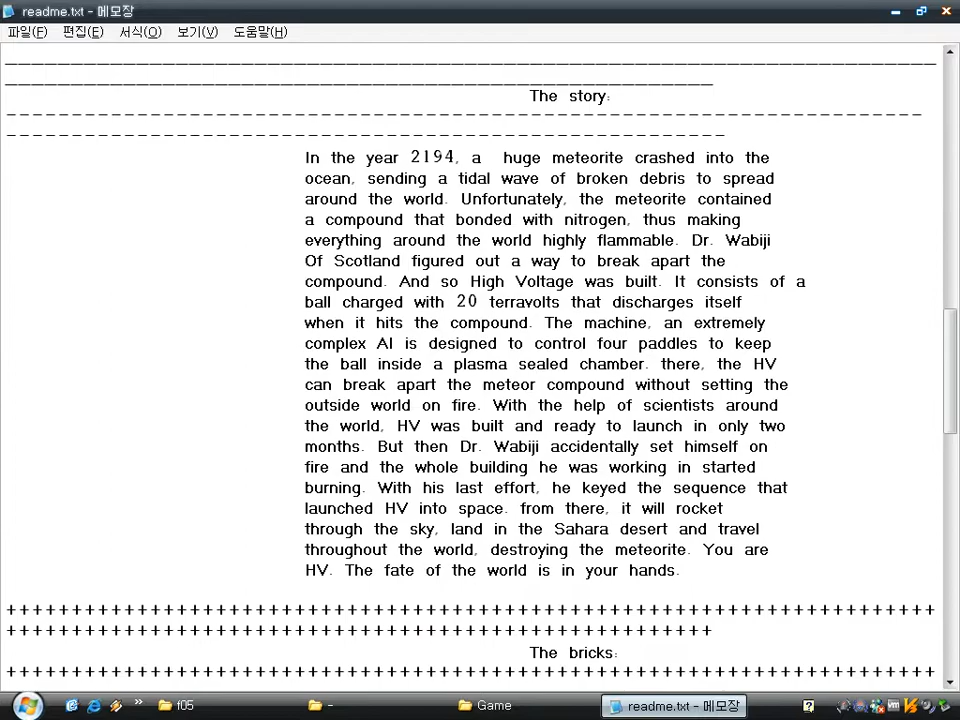 readme.txt - 메모장
파일(F) 편집(E) 서식(O) 보기(V) 도움말(H)
The story:
In the year 2194, a huge meteorite crashed into the
ocean, sending a tidal wave of broken debris to spread
around the world. Unfortunately, the meteorite contained
a compound that bonded with nitrogen, thus making
everything around the world highly flammable. Dr. Wabiji
Of Scotland figured out a way to break apart the
compound. And so High Voltage was built. It consists of a
ball charged with 20 terravolts that discharges itself
when it hits the compound. The machine, an extremely
complex AI is designed to control four paddles to keep
the ball inside a plasma sealed chamber. there, the HV
can break apart the meteor compound without setting the
outside world on fire. With the help of scientists around
the world, HV was built and ready to launch in only two
months. But then Dr. Wabiji accidentally set himself on
fire and the whole building he was working in started
burning. With his last effort, he keyed the sequence that
launched HV into space. from there, it will rocket
through the sky, land in the Sahara desert and travel
throughout the world, destroying the meteorite. You are
HV. The fate of the world is in your hands.
++++++++++++++++++++++++++++++++++++++++++++++++++++++++++++++++++++++++
+++++++++++++++++++++++++++++++++++++++++++++++++++++++
The bricks:
++++++++++++++++++++++++++++++++++++++++++++++++++++++++++++++++++++++++
f05 - Game readme.txt - 메모장